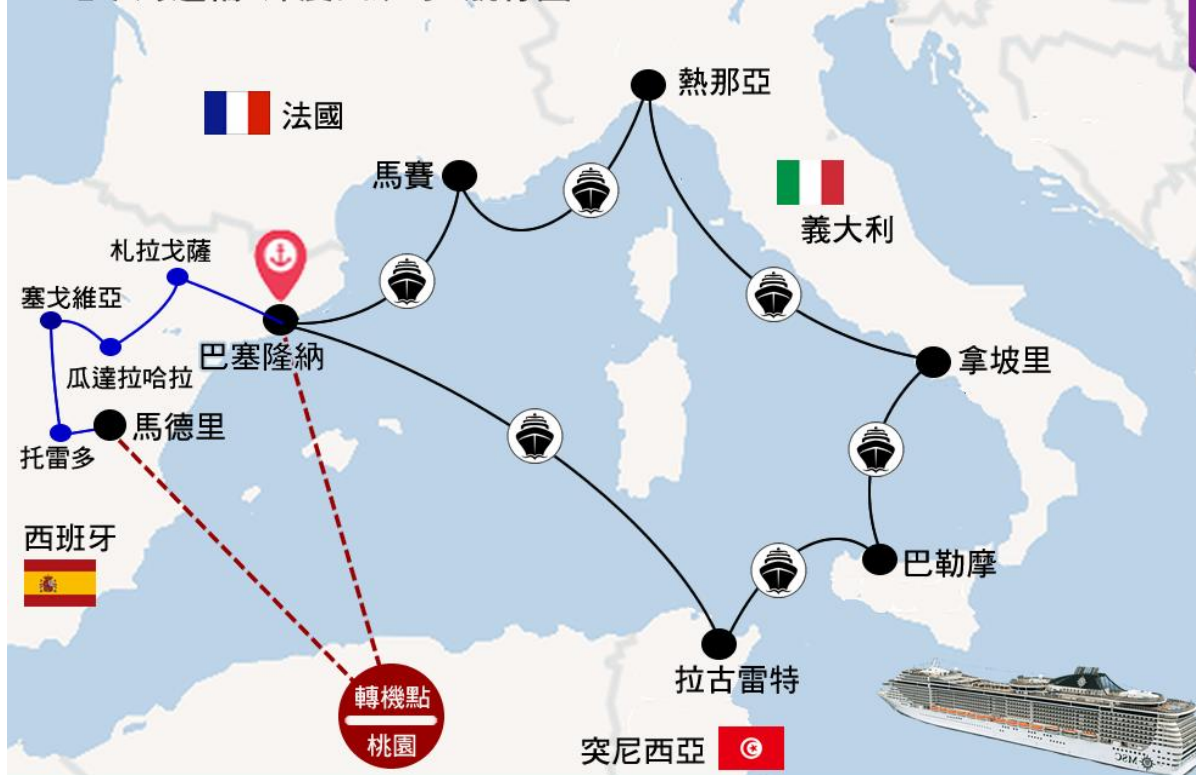 熱那亞
法國
馬賽
義大利
札拉戈薩
塞戈維亞
巴塞隆納
拿坡里
瓜達拉哈拉
馬德里
托雷多
西班牙
巴勒摩
拉古雷特
轉機點
桃園
突尼西亞
MSC